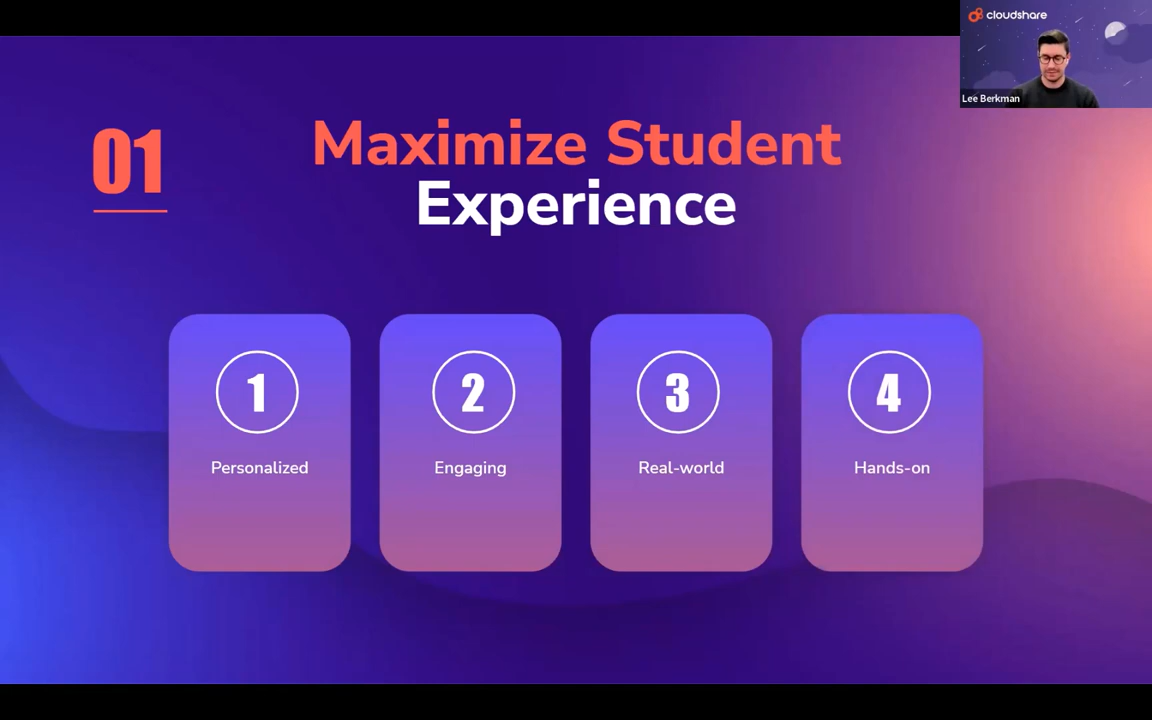 cloudshare
Lee Berkman
01
Maximize Student
Experience
1
2
3
4
Personalized
Engaging
Real-world
Hands-on